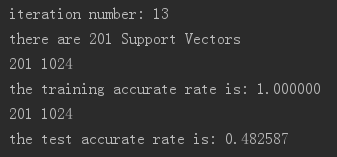 iteration number: 13
there are 201 Support Vectors
201 1024
the training accurate rate is: 1.000000
201 1024
the test accurate rate is: 0.482587